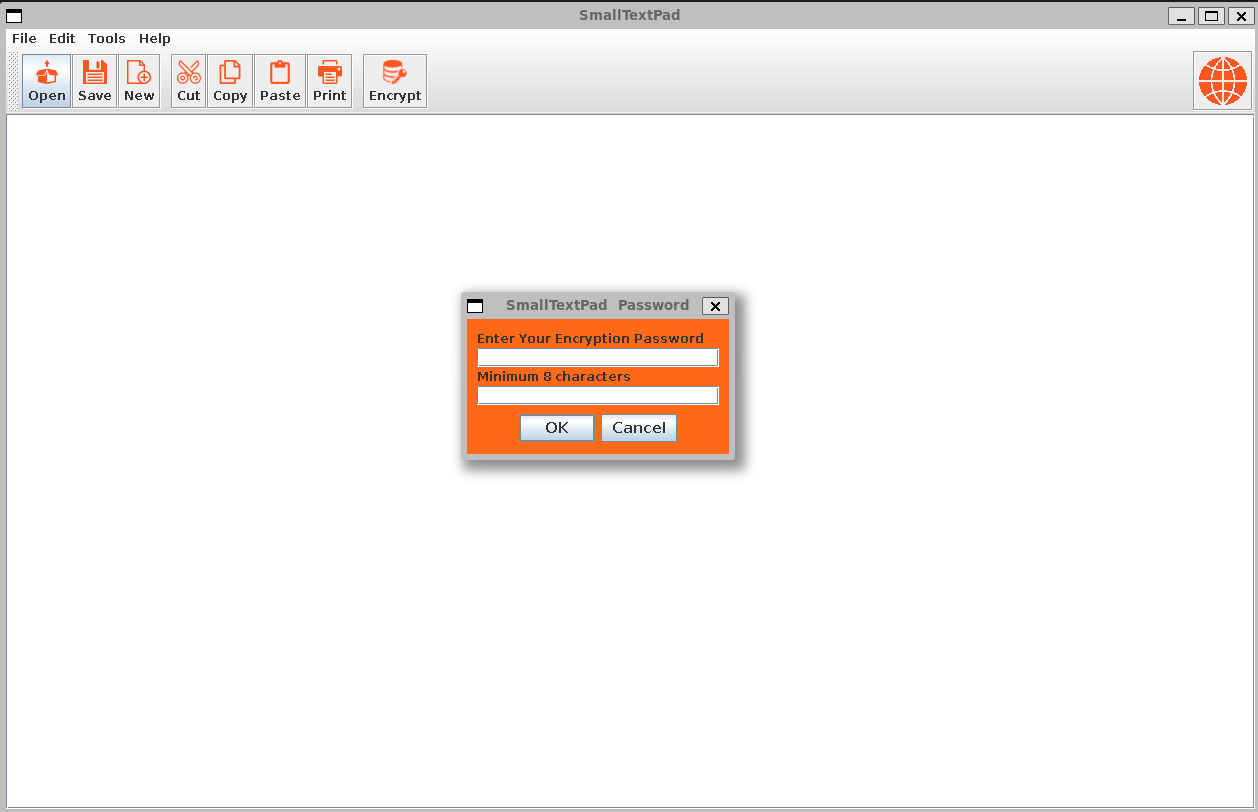 SmallTextPad
File Edit Tools Help
Open Save New Cut Copy Paste Print Encrypt
SmallTextPad Password
Enter Your Encryption Password
Minimum 8 characters
OK Cancel